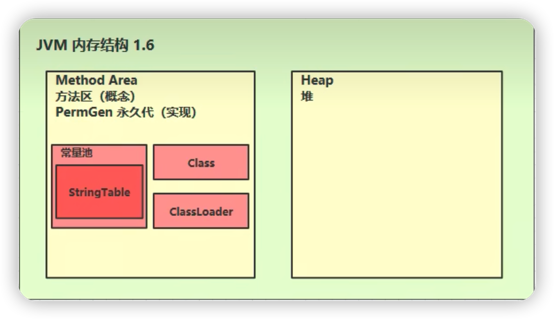 JVM 内存结构 1.6
Method Area
方法区（概念）
PermGen 永久代（实现）
常量池
StringTable
Class
ClassLoader
Heap
堆